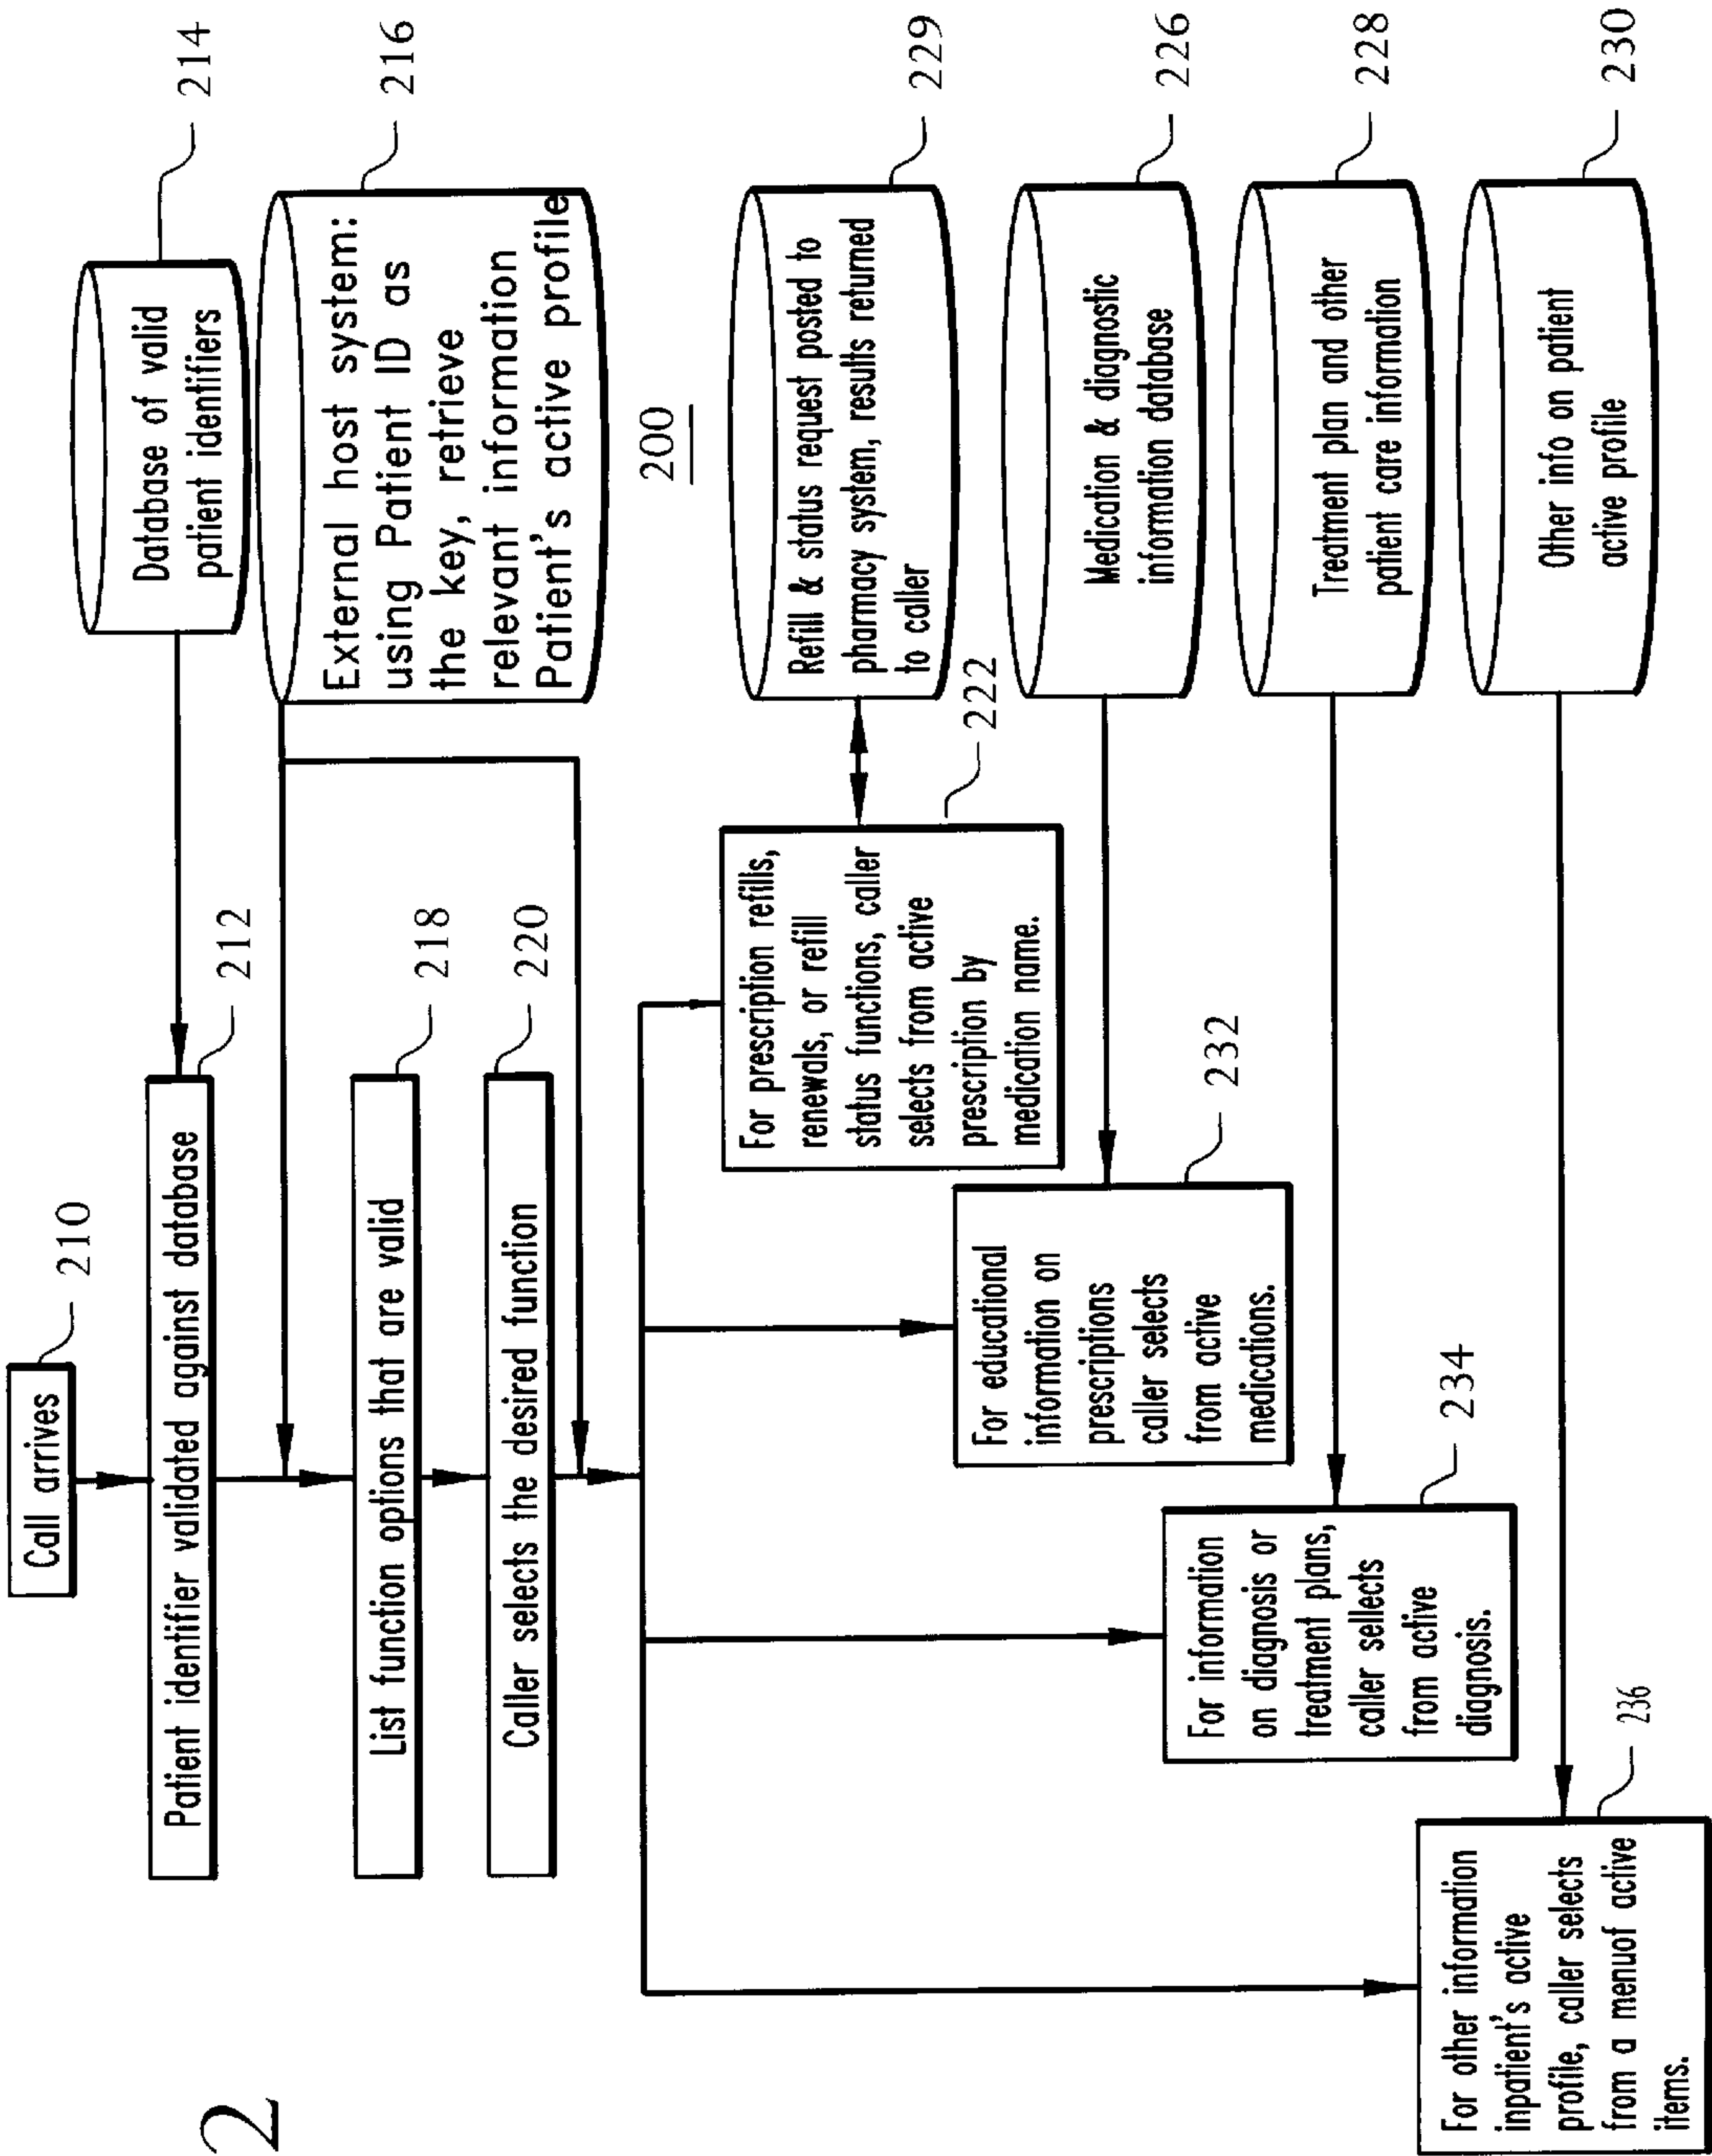 2
Call arrives
210
Patient identifier validated against database
212
Database of valid
patient identifiers
214
External host system:
using Patient ID as
the key, retrieve
relevant information
Patient's active profile
216
List function options that are valid
218
Caller selects the desired function
220
200
For prescription refills,
renewals, or refill
status functions, caller
selects from active
prescription by
medication name.
222
Refill & status request posted to
pharmacy system, results returned
to caller
229
For educational
information on
prescriptions
caller selects
from active
medications.
232
Medication & diagnostic
information database
226
For information
on diagnosis or
treatment plans,
caller sellects
from active
diagnosis.
234
Treatment plan and other
patient care information
228
For other information
inpatient's active
profile, caller selects
from a menuof active
items.
236
Other info on patient
active profile
230